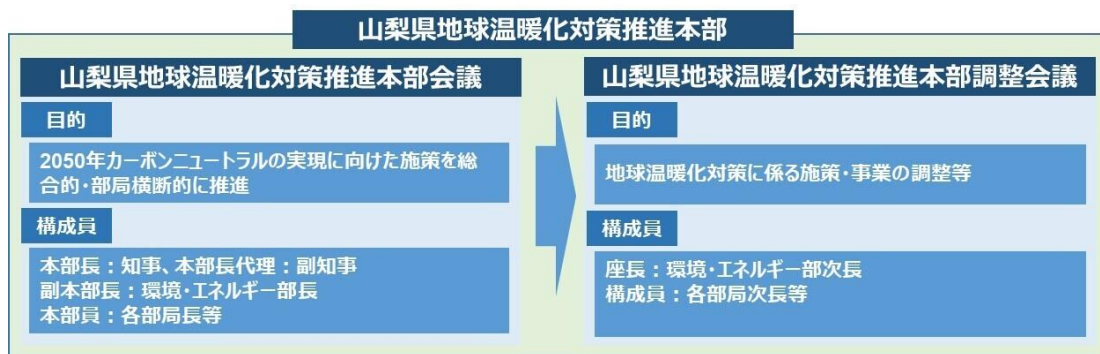 山梨県地球温暖化対策推進本部
山梨県地球温暖化対策推進本部会議
目的
2050年カーボンニュートラルの実現に向けた施策を総
合的・部局横断的に推進
構成員
本部長：知事、本部長代理：副知事
副本部長：環境・エネルギー部長
本部員：各部局長等
山梨県地球温暖化対策推進本部調整会議
目的
地球温暖化対策に係る施策・事業の調整等
構成員
座長：環境・エネルギー部次長
構成員：各部局次長等